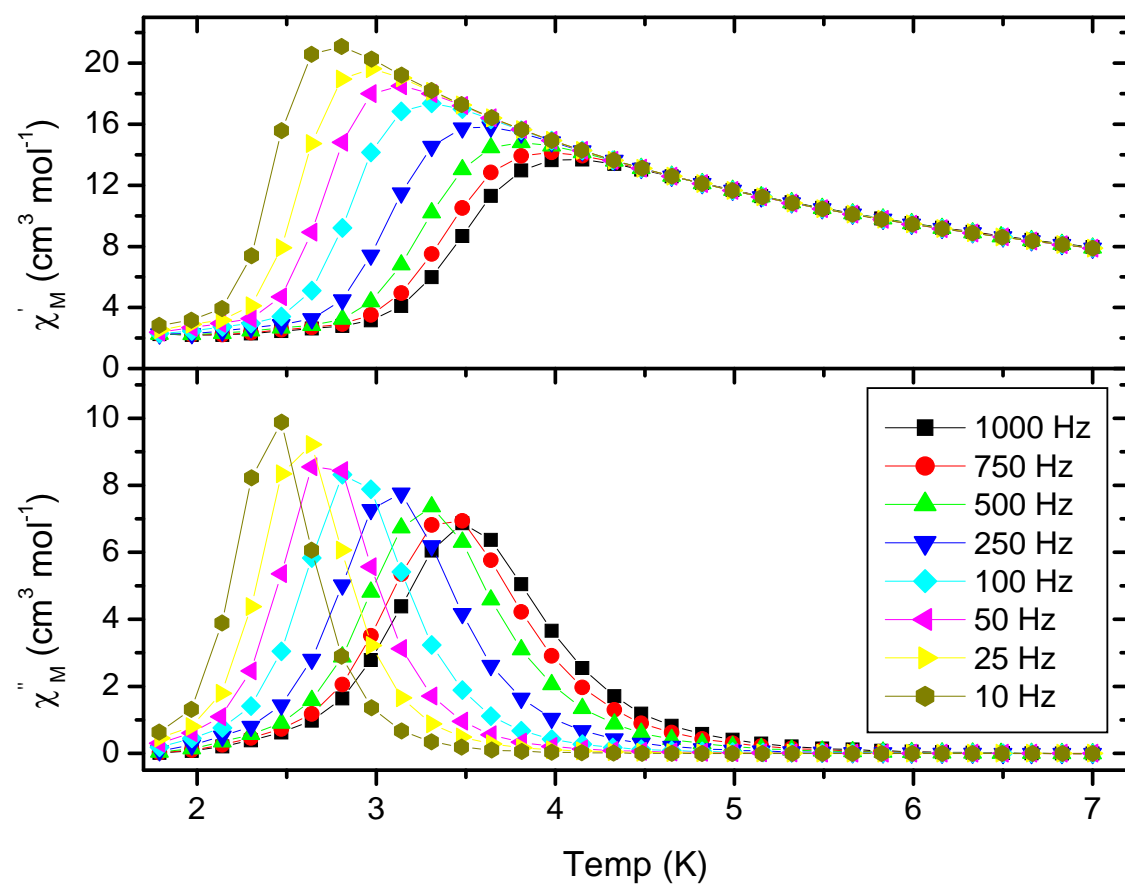 χ'M (cm³ mol⁻¹)
20
16
12
8
4
0
χ''M (cm³ mol⁻¹)
10
8
6
4
2
0
1000 Hz
750 Hz
500 Hz
250 Hz
100 Hz
50 Hz
25 Hz
10 Hz
2 3 4 5 6 7
Temp (K)